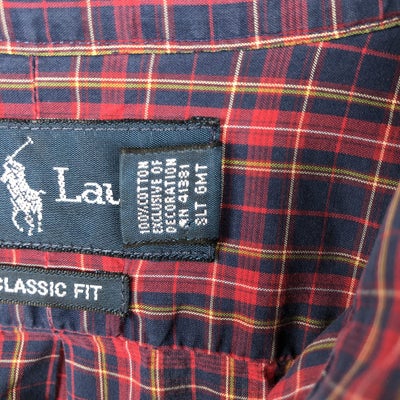 Lau
CLASSIC FIT
100% COTTON
EXCLUSIVE OF
DECORATION
RN 41381
SLT GMT